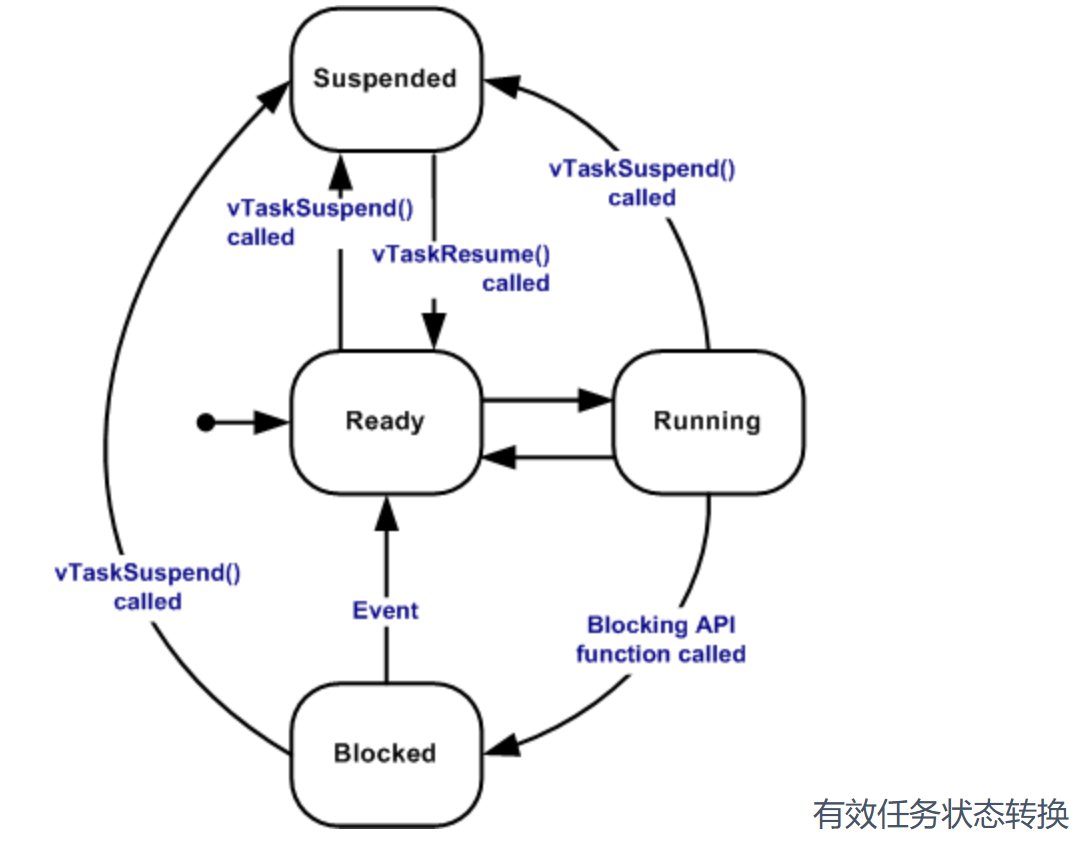 Suspended
vTaskSuspend()
called
vTaskSuspend()
called
vTaskResume()
called
Ready
Running
vTaskSuspend()
called
Event
Blocking API
function called
Blocked
有效任务状态转换